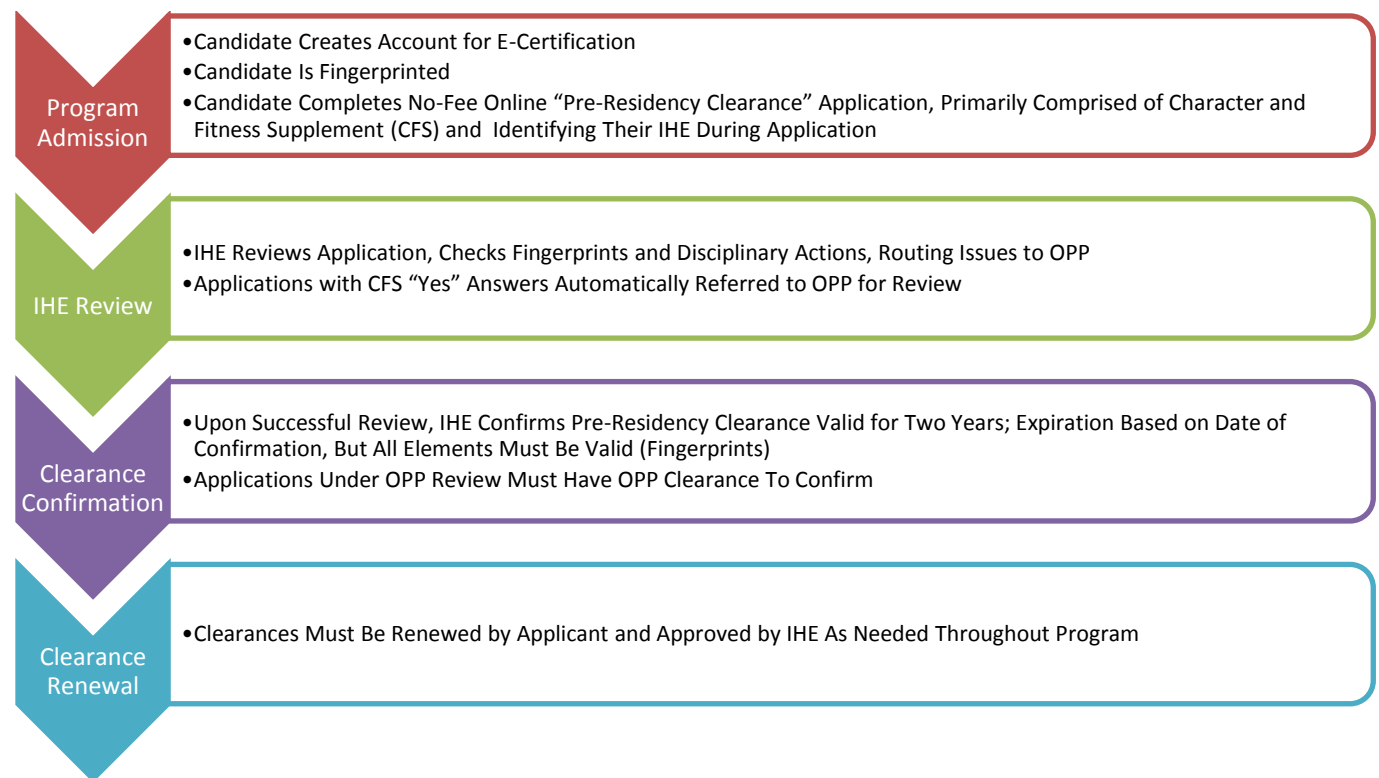 Program
Admission
•Candidate Creates Account for E-Certification
•Candidate Is Fingerprinted
•Candidate Completes No-Fee Online “Pre-Residency Clearance” Application, Primarily Comprised of Character and
Fitness Supplement (CFS) and  Identifying Their IHE During Application
IHE Review
•IHE Reviews Application, Checks Fingerprints and Disciplinary Actions, Routing Issues to OPP
•Applications with CFS “Yes” Answers Automatically Referred to OPP for Review
Clearance
Confirmation
•Upon Successful Review, IHE Confirms Pre-Residency Clearance Valid for Two Years; Expiration Based on Date of
Confirmation, But All Elements Must Be Valid (Fingerprints)
•Applications Under OPP Review Must Have OPP Clearance To Confirm
Clearance
Renewal
•Clearances Must Be Renewed by Applicant and Approved by IHE As Needed Throughout Program